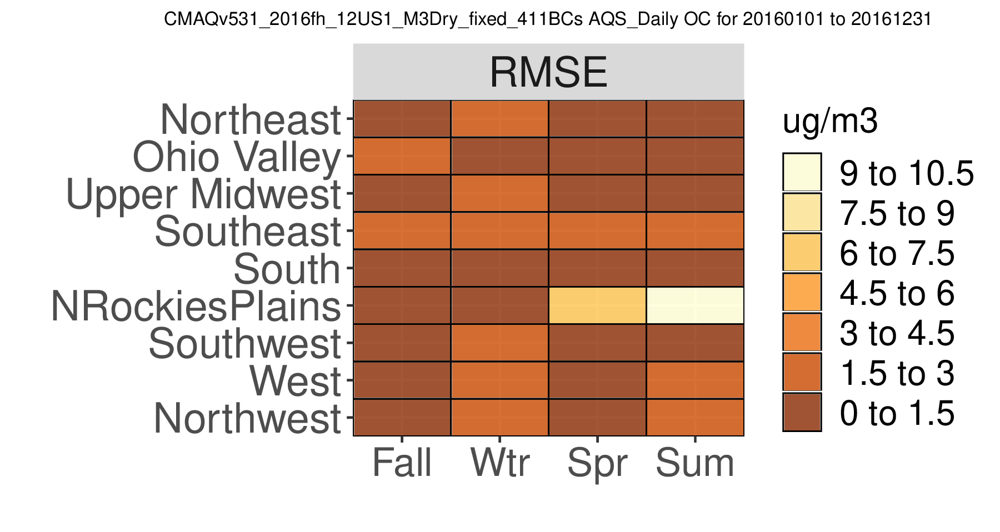 CMAQv531_2016fh_12US1_M3Dry_fixed_411BCs AQS_Daily OC for 20160101 to 20161231
RMSE
Northeast
Ohio Valley
Upper Midwest
Southeast
South
NRockiesPlains
Southwest
West
Northwest
Fall Wtr Spr Sum
ug/m3
9 to 10.5
7.5 to 9
6 to 7.5
4.5 to 6
3 to 4.5
1.5 to 3
0 to 1.5